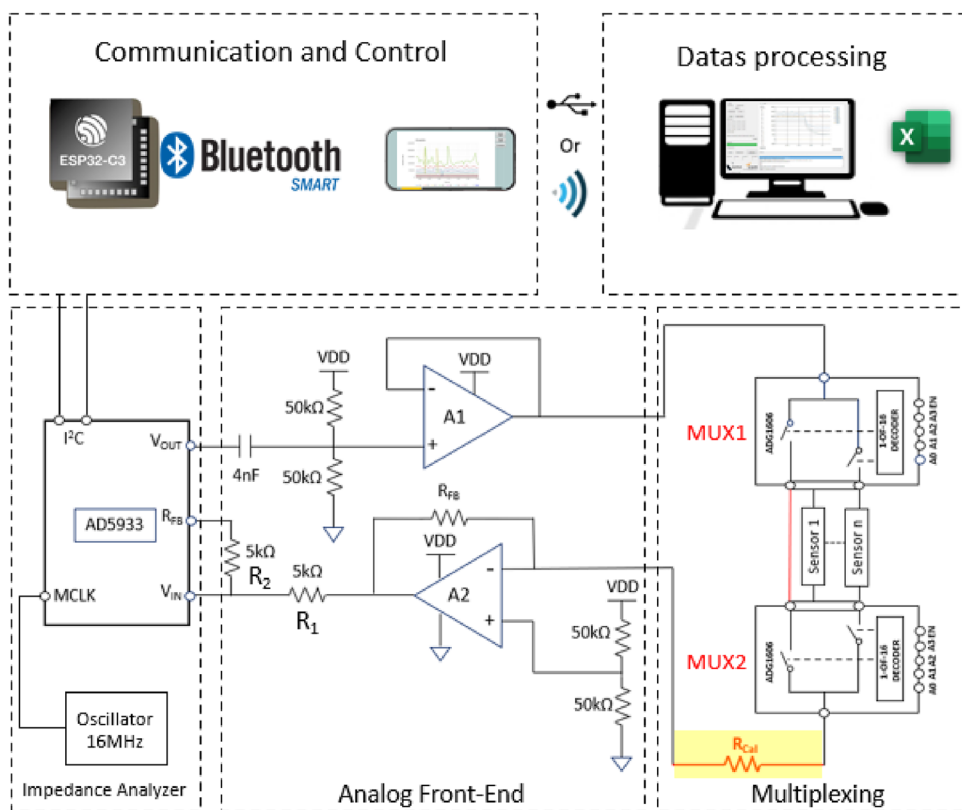 Communication and Control
Datas processing
ESP32-C3
Bluetooth
SMART
Or
X
I²C
VOUT
AD5933
RFB
MCLK
VIN
5kΩ
R2
Oscillator
16MHz
Impedance Analyzer
VDD
50kΩ
4nF
50kΩ
VDD
-
+
A1
RFB
5kΩ
R1
VDD
-
+
A2
VDD
50kΩ
50kΩ
Analog Front-End
MUX1
ADG1606
1-OF-16
DECODER
A0 A1 A2 A3 EN
Sensor 1
Sensor n
MUX2
ADG1606
1-OF-16
DECODER
A0 A1 A2 A3 EN
RCal
Multiplexing